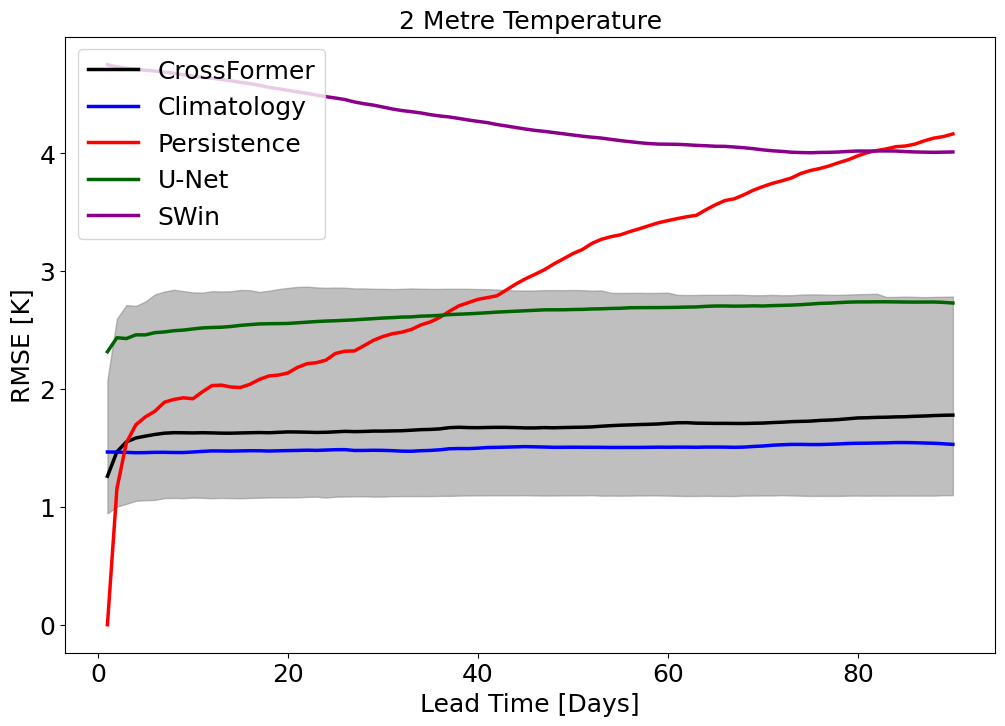 2 Metre Temperature
CrossFormer
Climatology
Persistence
U-Net
SWin
RMSE [K]
4
3
2
1
0
0 20 40 60 80
Lead Time [Days]